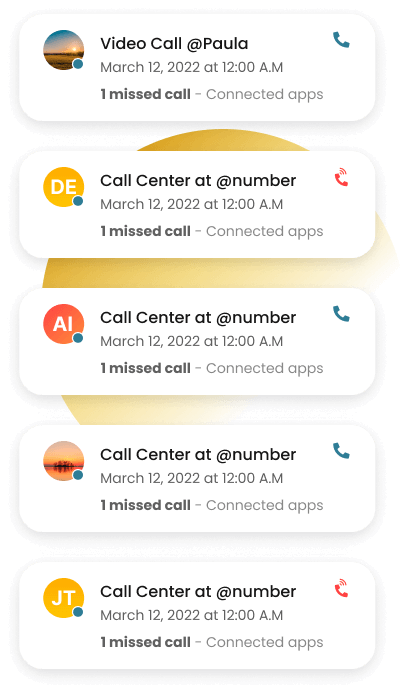 Video Call @Paula
March 12, 2022 at 12:00 A.M
1 missed call - Connected apps
DE
Call Center at @number
March 12, 2022 at 12:00 A.M
1 missed call - Connected apps
AI
Call Center at @number
March 12, 2022 at 12:00 A.M
1 missed call - Connected apps
Call Center at @number
March 12, 2022 at 12:00 A.M
1 missed call - Connected apps
JT
Call Center at @number
March 12, 2022 at 12:00 A.M
1 missed call - Connected apps